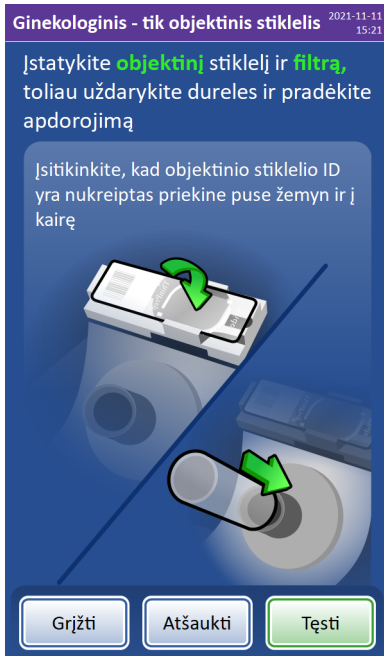 Ginekologinis - tik objektinis stiklelis
2021-11-11
15:21
Įstatykite objektinį stiklelį ir filtrą,
toliau uždarykite dureles ir pradėkite
apdorojimą
Įsitikinkite, kad objektinio stiklelio ID
yra nukreiptas priekine puse žemyn ir į
kairę
Grįžti
Atšaukti
Tęsti